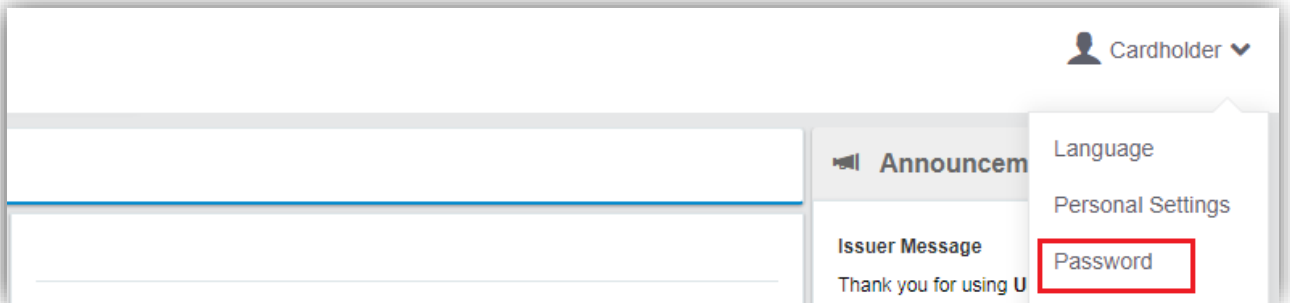 Cardholder
Announcem
Language
Personal Settings
Password
Issuer Message
Thank you for using U